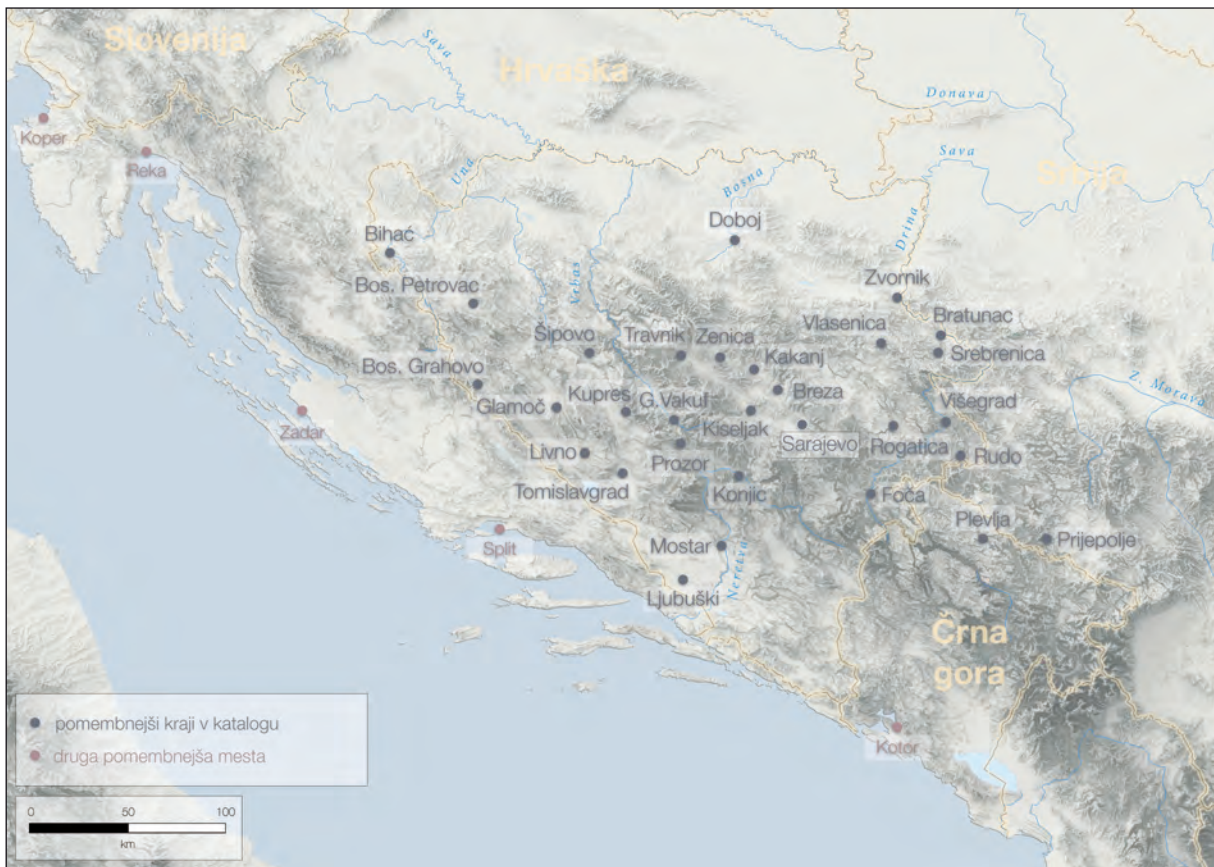 Slovenija
Sava
Hrvaška
Donava
Koper
Reka
Una
Bosna
Sava
Srbija
Doboj
Drina
Bihać
Vrbas
Zvornik
Bos. Petrovac
Vlasenica
Bratunac
Šipovo
Travnik
Zenica
Srebrenica
Kakanj
Bos. Grahovo
Z. Morava
Kupres
G.Vakuf
Breza
Višegrad
Glamoč
Zadar
Kiseljak
Sarajevo
Rogatica
Livno
Prozor
Rudo
Tomislavgrad
Konjic
Foča
Plevlja
Split
Mostar
Prijepolje
Neretva
Ljubuški
Črna
gora
Kotor
pomembnejši kraji v katalogu
druga pomembnejša mesta
0 50 100
km